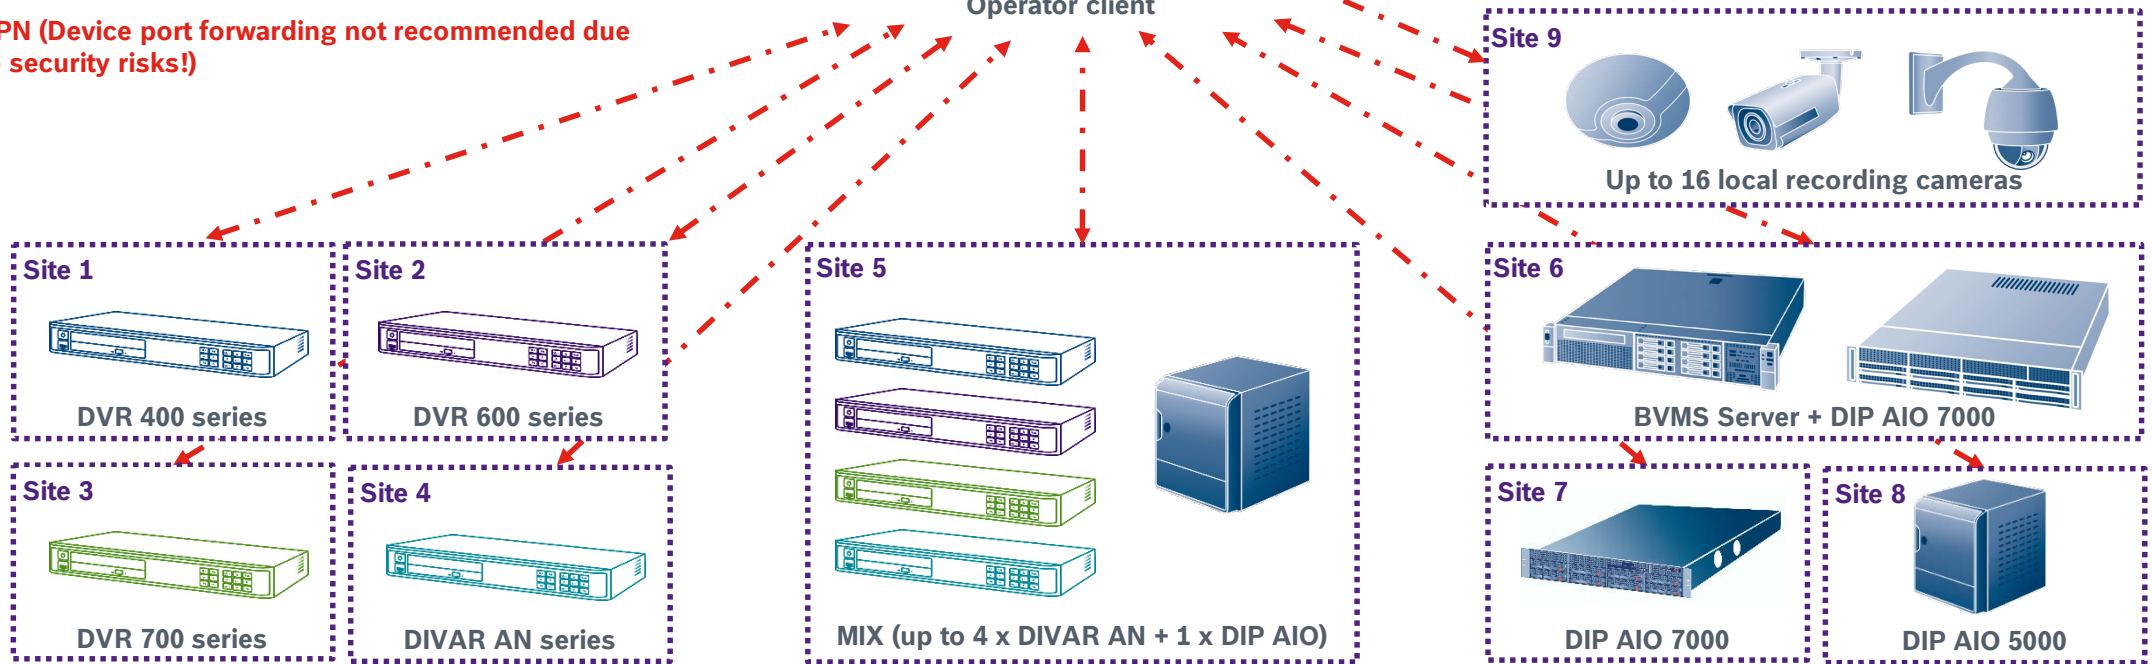 Operator client
PN (Device port forwarding not recommended due
security risks!)
Site 9
Up to 16 local recording cameras
Site 1
DVR 400 series
Site 2
DVR 600 series
Site 5
MIX (up to 4 x DIVAR AN + 1 x DIP AIO)
Site 6
BVMS Server + DIP AIO 7000
Site 3
DVR 700 series
Site 4
DIVAR AN series
Site 7
DIP AIO 7000
Site 8
DIP AIO 5000